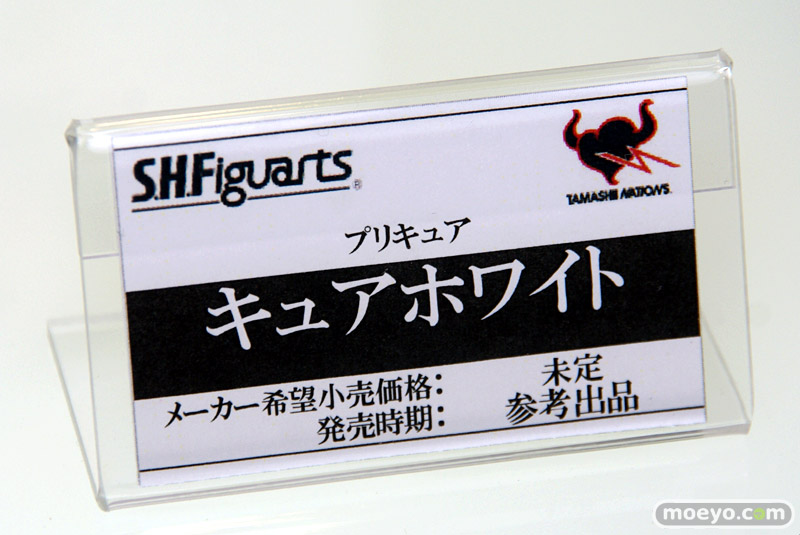 S.H.Figuarts®
TAMASHII NATIONS
プリキュア
キュアホワイト
メーカー希望小売価格： 未定
発売時期： 参考出品
moeyo.com